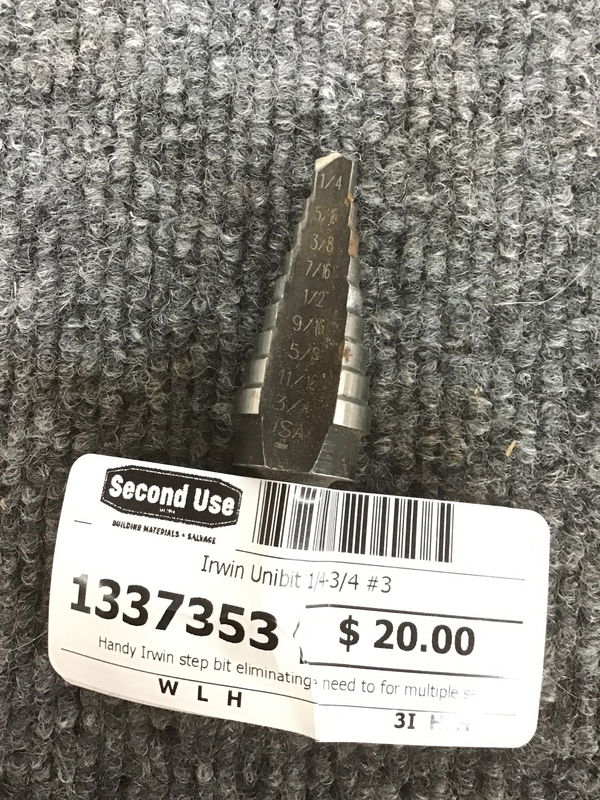 1/4
5/16
3/8
7/16
1/2
9/16
5/8
11/16
3/4
USA
Second Use
BUILDING MATERIALS & SALVAGE
Irwin Unibit 1/4-3/4 #3
1337353
$ 20.00
Handy Irwin step bit eliminating need to for multiple
W L H
3I